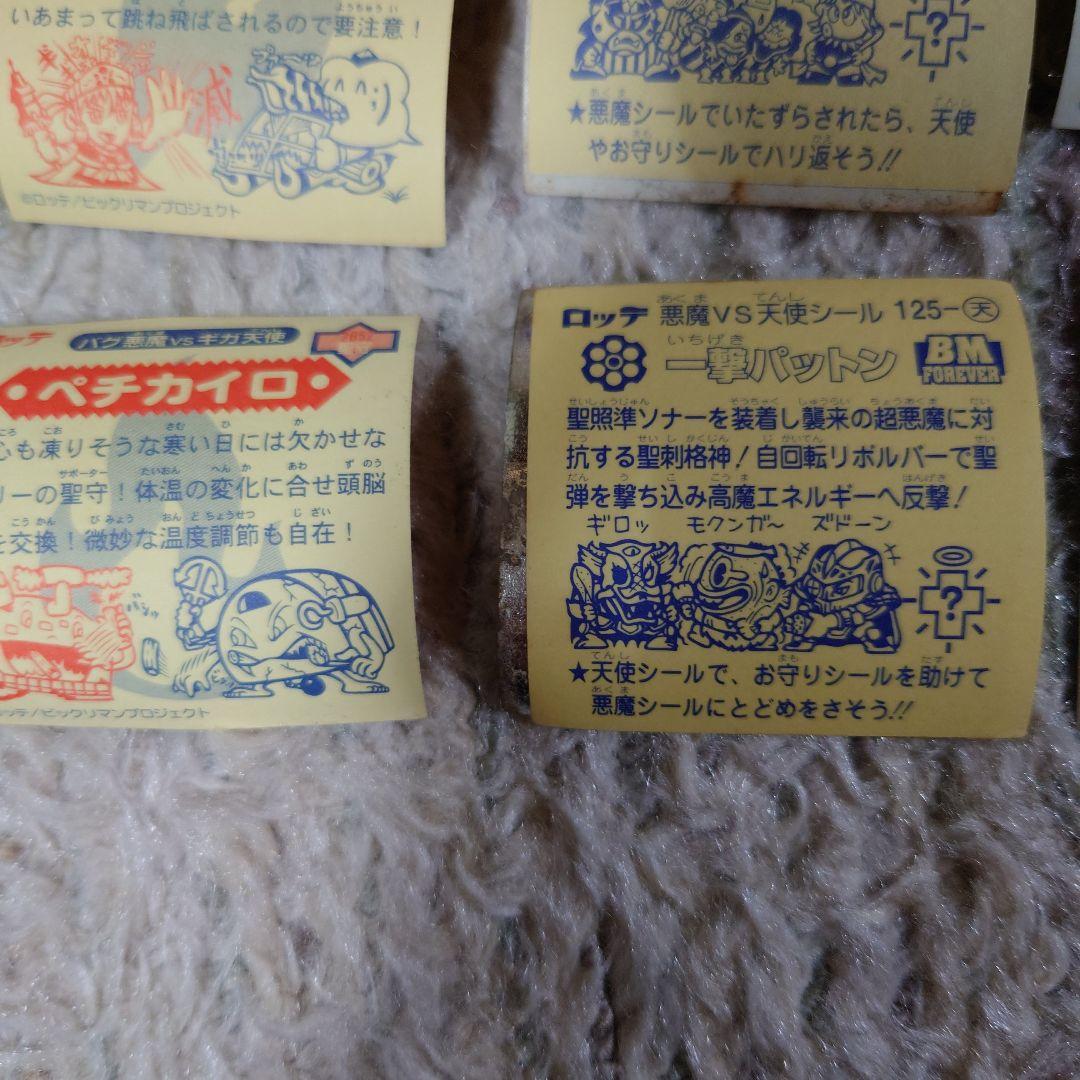 いあまって跳ね飛ばされるので要注意!
滅
©ロッテ/ビックリマンプロジェクト
?
★悪魔シールでいたずらされたら、天使
やお守りシールでハリ返そう!!
ロッテ
バグ悪魔VSギガ天使
・ペチカイロ・
心も凍りそうな寒い日には欠かせな
リーの聖守!体温の変化に合せ頭脳
を交換!微妙な温度調節も自在!
ロッテ/ビックリマンプロジェクト
ロッテ 悪魔VS天使シール 125-天
一撃パットン
BM
FOREVER
聖照準ソナーを装着し襲来の超悪魔に対
抗する聖刺格神!自回転リボルバーで聖
弾を撃ち込み高魔エネルギーへ反撃!
ギロッ モクンガ〜 ズドーン
?
★天使シールで、お守りシールを助けて
悪魔シールにとどめをさそう!!